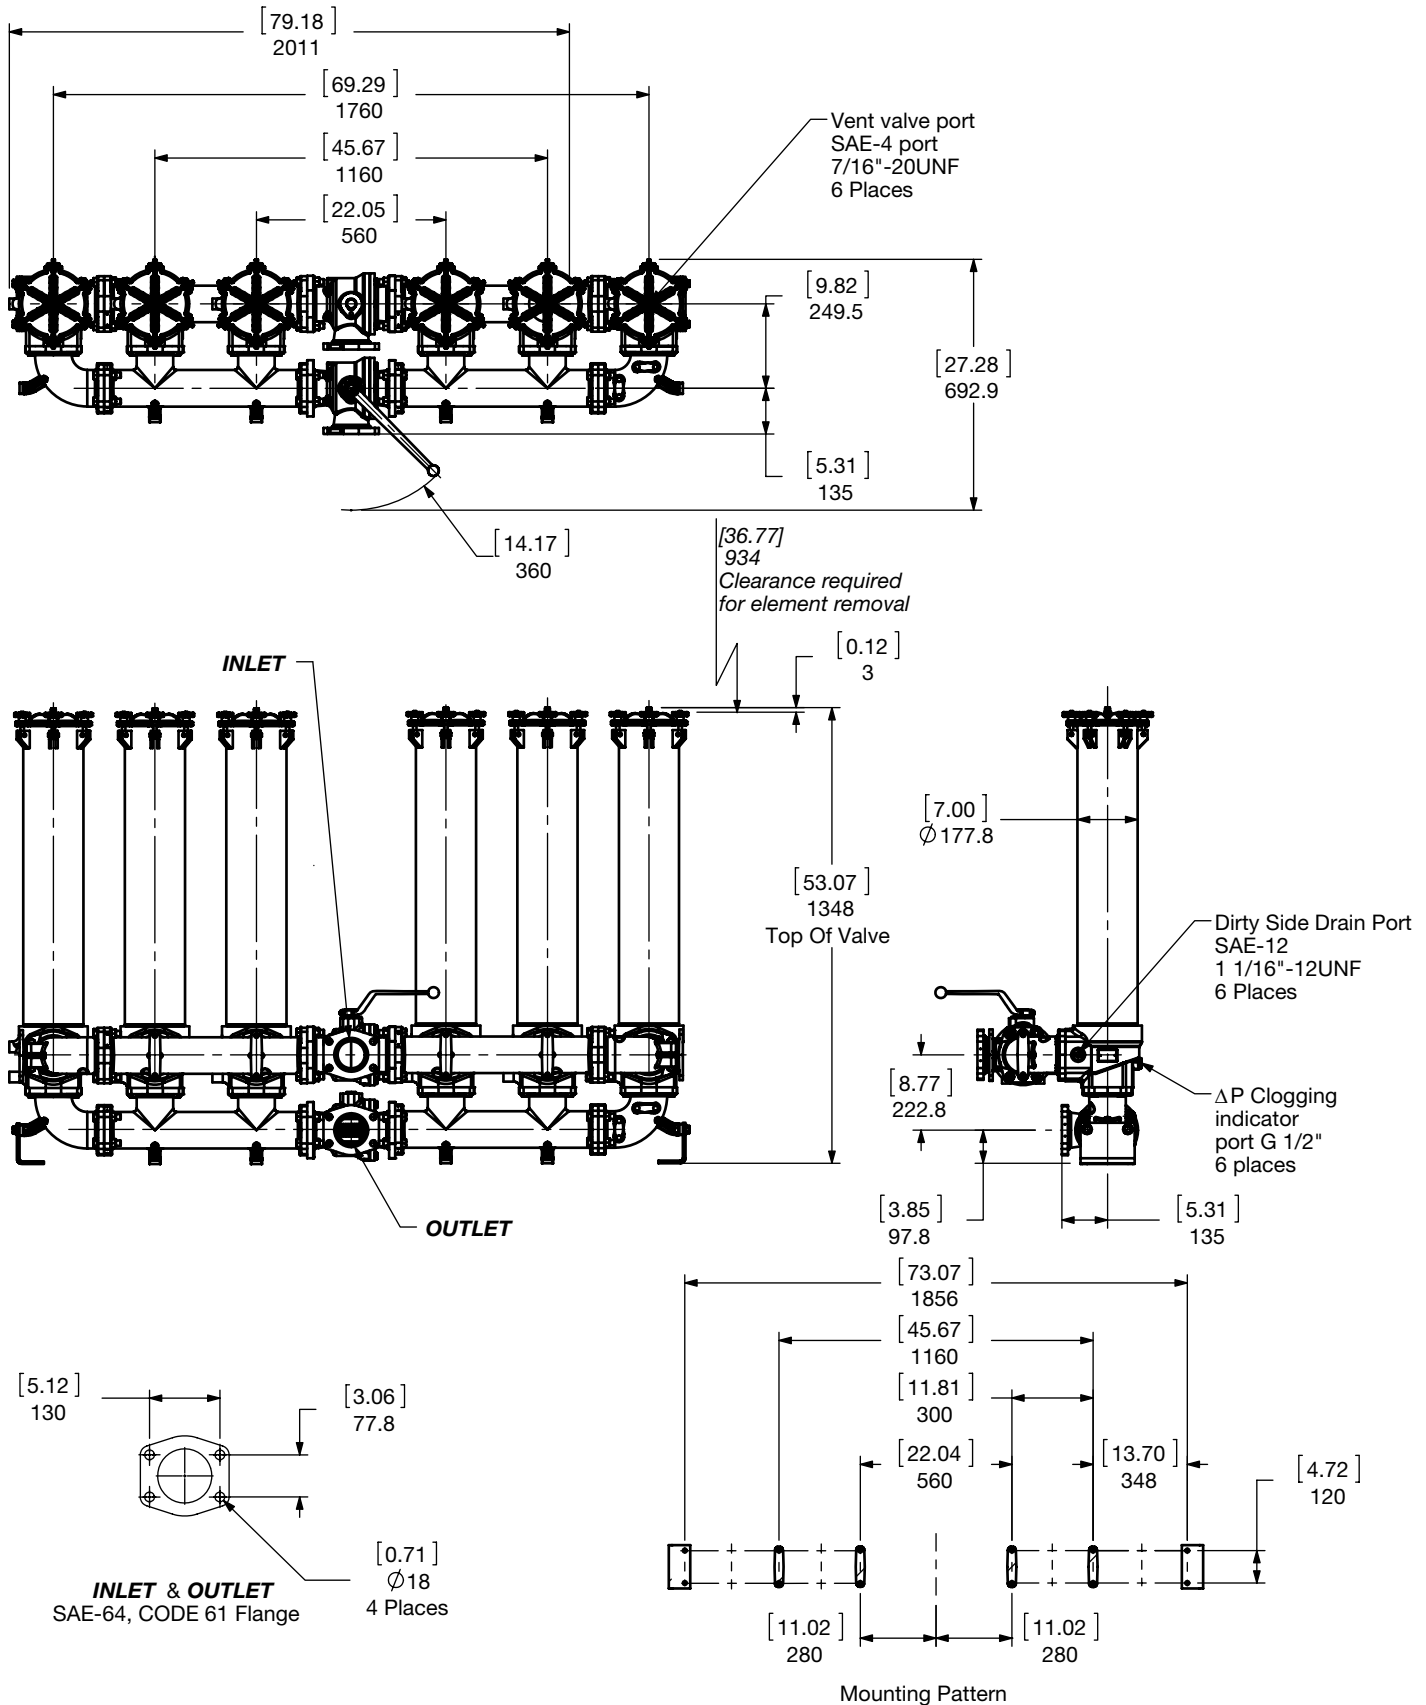 [79.18]
2011
[69.29]
1760
[45.67]
1160
[22.05]
560
Vent valve port
SAE-4 port
7/16"-20UNF
6 Places
[9.82]
249.5
[27.28]
692.9
[5.31]
135
[14.17]
360
[36.77]
934
Clearance required
for element removal
[0.12]
3
INLET
[7.00]
∅177.8
[53.07]
1348
Top Of Valve
Dirty Side Drain Port
SAE-12
1 1/16"-12UNF
6 Places
[8.77]
222.8
ΔP Clogging
indicator
port G 1/2"
6 places
OUTLET
[3.85]
97.8
[5.31]
135
[73.07]
1856
[45.67]
1160
[11.81]
300
[22.04]
560
[13.70]
348
[4.72]
120
[5.12]
130
[3.06]
77.8
[0.71]
∅18
4 Places
INLET & OUTLET
SAE-64, CODE 61 Flange
[11.02]
280
[11.02]
280
Mounting Pattern